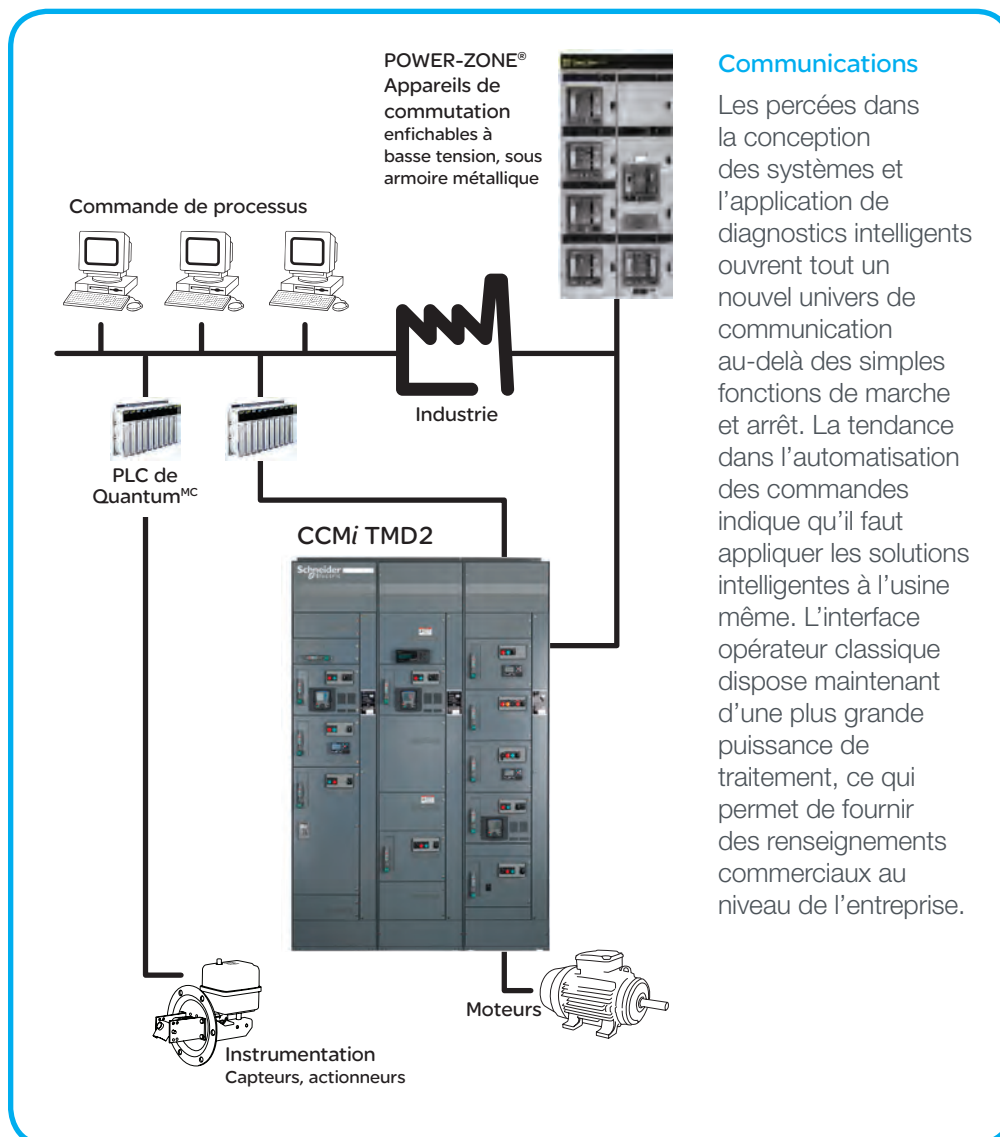 POWER-ZONE®
Appareils de
commutation
enfichables à
basse tension, sous
armoire métallique
Commande de processus
Industrie
PLC de
Quantumᴹᶜ
CCMi TMD2
Schneider
Electric
Moteurs
Instrumentation
Capteurs, actionneurs
Communications
Les percées dans
la conception
des systèmes et
l’application de
diagnostics intelligents
ouvrent tout un
nouvel univers de
communication
au-delà des simples
fonctions de marche
et arrêt. La tendance
dans l’automatisation
des commandes
indique qu’il faut
appliquer les solutions
intelligentes à l’usine
même. L’interface
opérateur classique
dispose maintenant
d’une plus grande
puissance de
traitement, ce qui
permet de fournir
des renseignements
commerciaux au
niveau de l’entreprise.